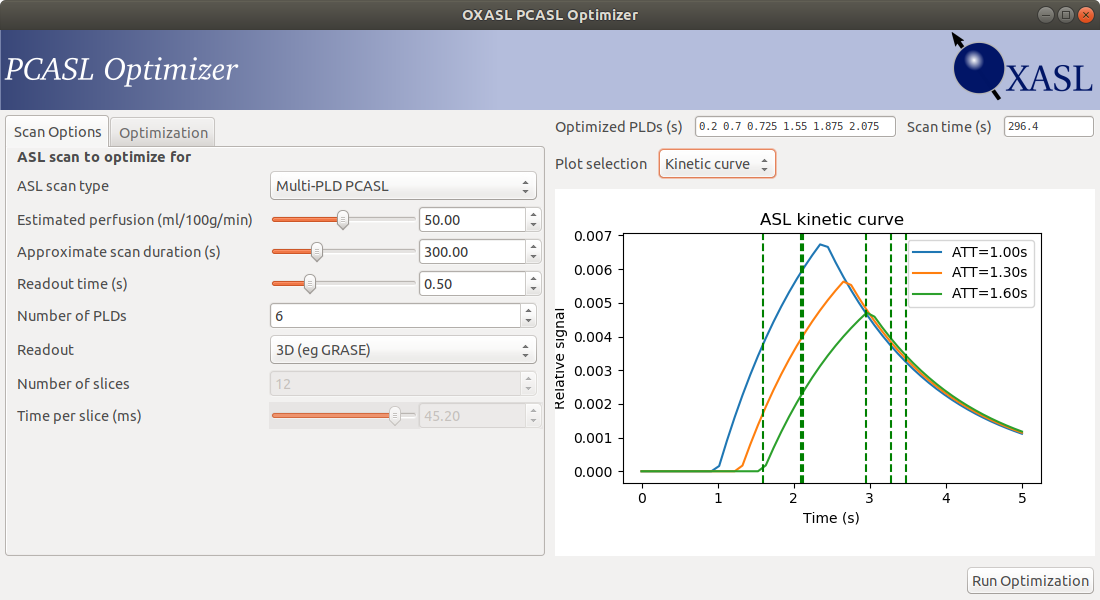 OXASL PCASL Optimizer
PCASL Optimizer
OXASL
Scan Options
Optimization
ASL scan to optimize for
ASL scan type
Multi-PLD PCASL
Estimated perfusion (ml/100g/min)
50.00
Approximate scan duration (s)
300.00
Readout time (s)
0.50
Number of PLDs
6
Readout
3D (eg GRASE)
Number of slices
12
Time per slice (ms)
45.20
Optimized PLDs (s)
0.2 0.7 0.725 1.55 1.875 2.075
Scan time (s)
296.4
Plot selection
Kinetic curve
ASL kinetic curve
0.007
0.006
0.005
0.004
0.003
0.002
0.001
0.000
Relative signal
ATT=1.00s
ATT=1.30s
ATT=1.60s
0 1 2 3 4 5
Time (s)
Run Optimization